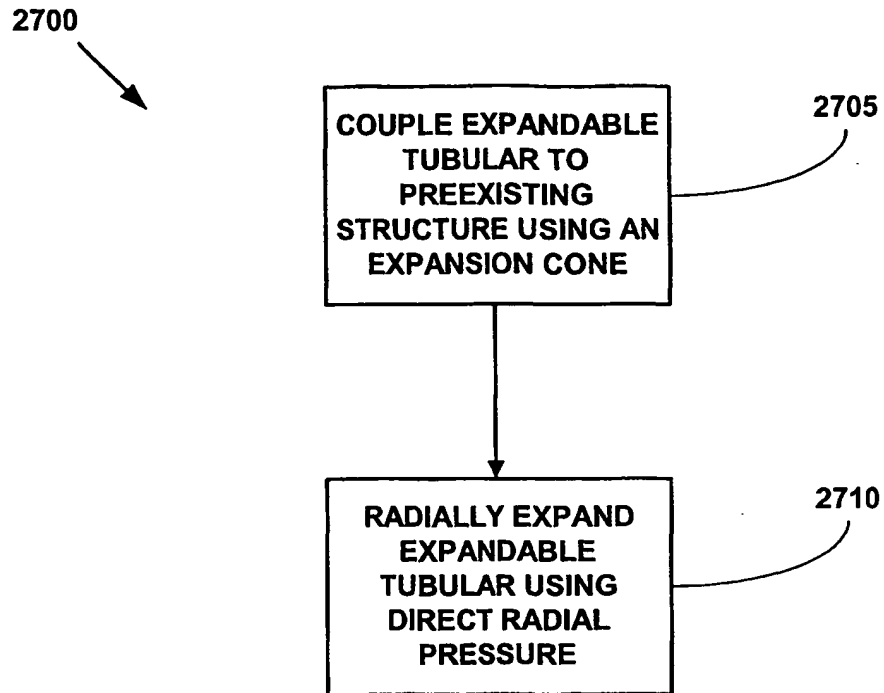 2700
COUPLE EXPANDABLE
TUBULAR TO
PREEXISTING
STRUCTURE USING AN
EXPANSION CONE
2705
RADIALLY EXPAND
EXPANDABLE
TUBULAR USING
DIRECT RADIAL
PRESSURE
2710